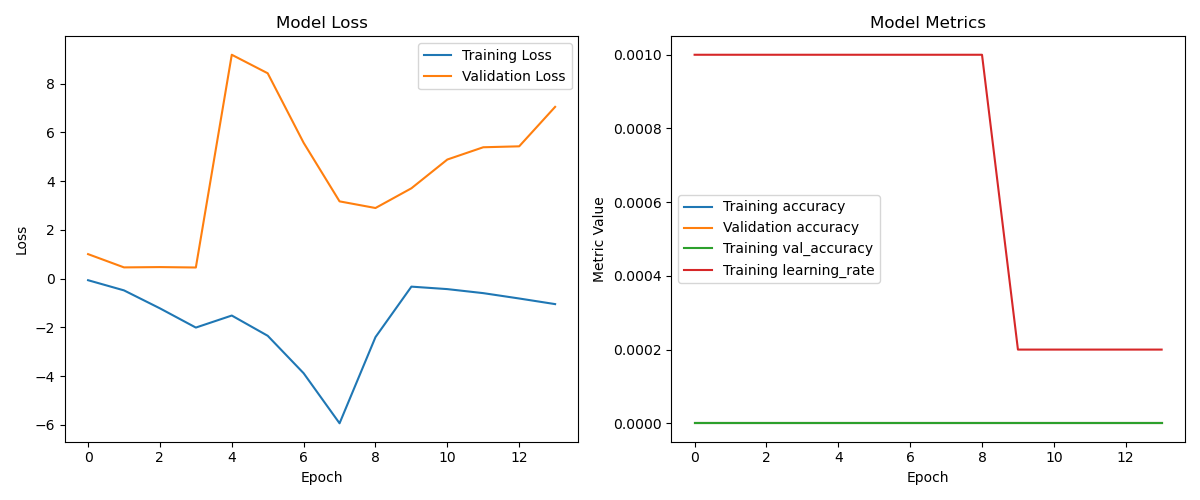 Model Loss
Training Loss
Validation Loss
8
6
4
2
0
−2
−4
−6
Loss
0 2 4 6 8 10 12
Epoch
Model Metrics
0.0010
0.0008
0.0006
0.0004
0.0002
0.0000
Metric Value
Training accuracy
Validation accuracy
Training val_accuracy
Training learning_rate
0 2 4 6 8 10 12
Epoch